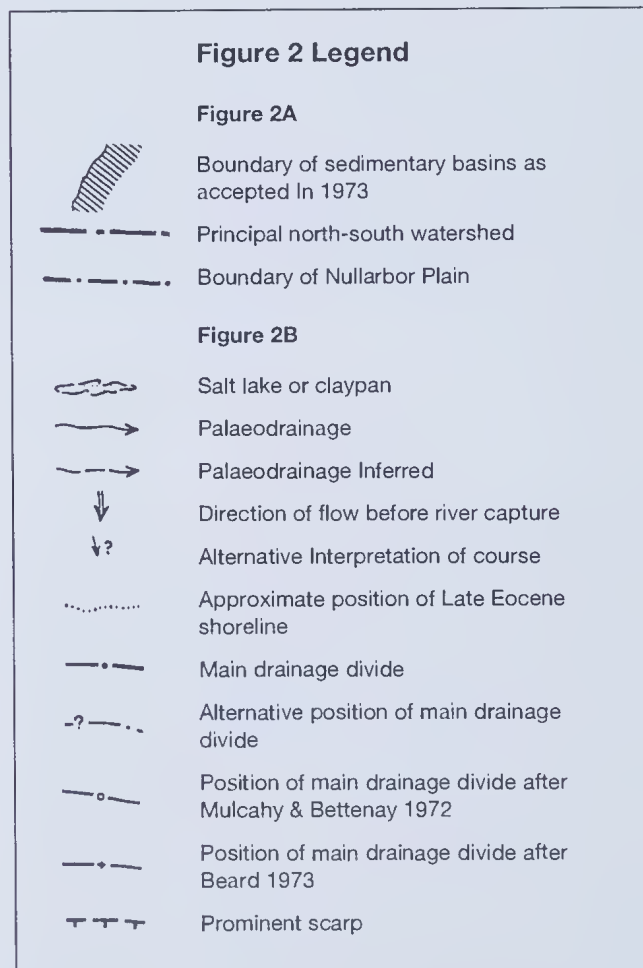 Figure 2 Legend
Figure 2A
Boundary of sedimentary basins as
accepted In 1973
Principal north-south watershed
Boundary of Nullarbor Plain
Figure 2B
Salt lake or claypan
Palaeodrainage
Palaeodrainage Inferred
Direction of flow before river capture
?
Alternative Interpretation of course
Approximate position of Late Eocene
shoreline
Main drainage divide
?
Alternative position of main drainage
divide
Position of main drainage divide after
Mulcahy & Bettenay 1972
Position of main drainage divide after
Beard 1973
Prominent scarp